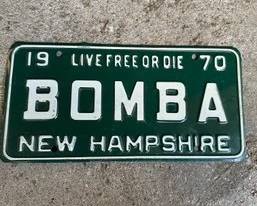 19 LIVE FREE OR DIE 70
BOMBA
NEW HAMPSHIRE